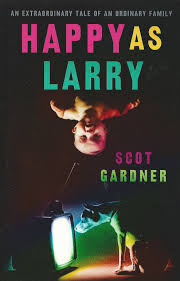 AN EXTRAORDINARY TALE OF AN ORDINARY FAMILY
HAPPY AS
LARRY
SCOT
GARDNER